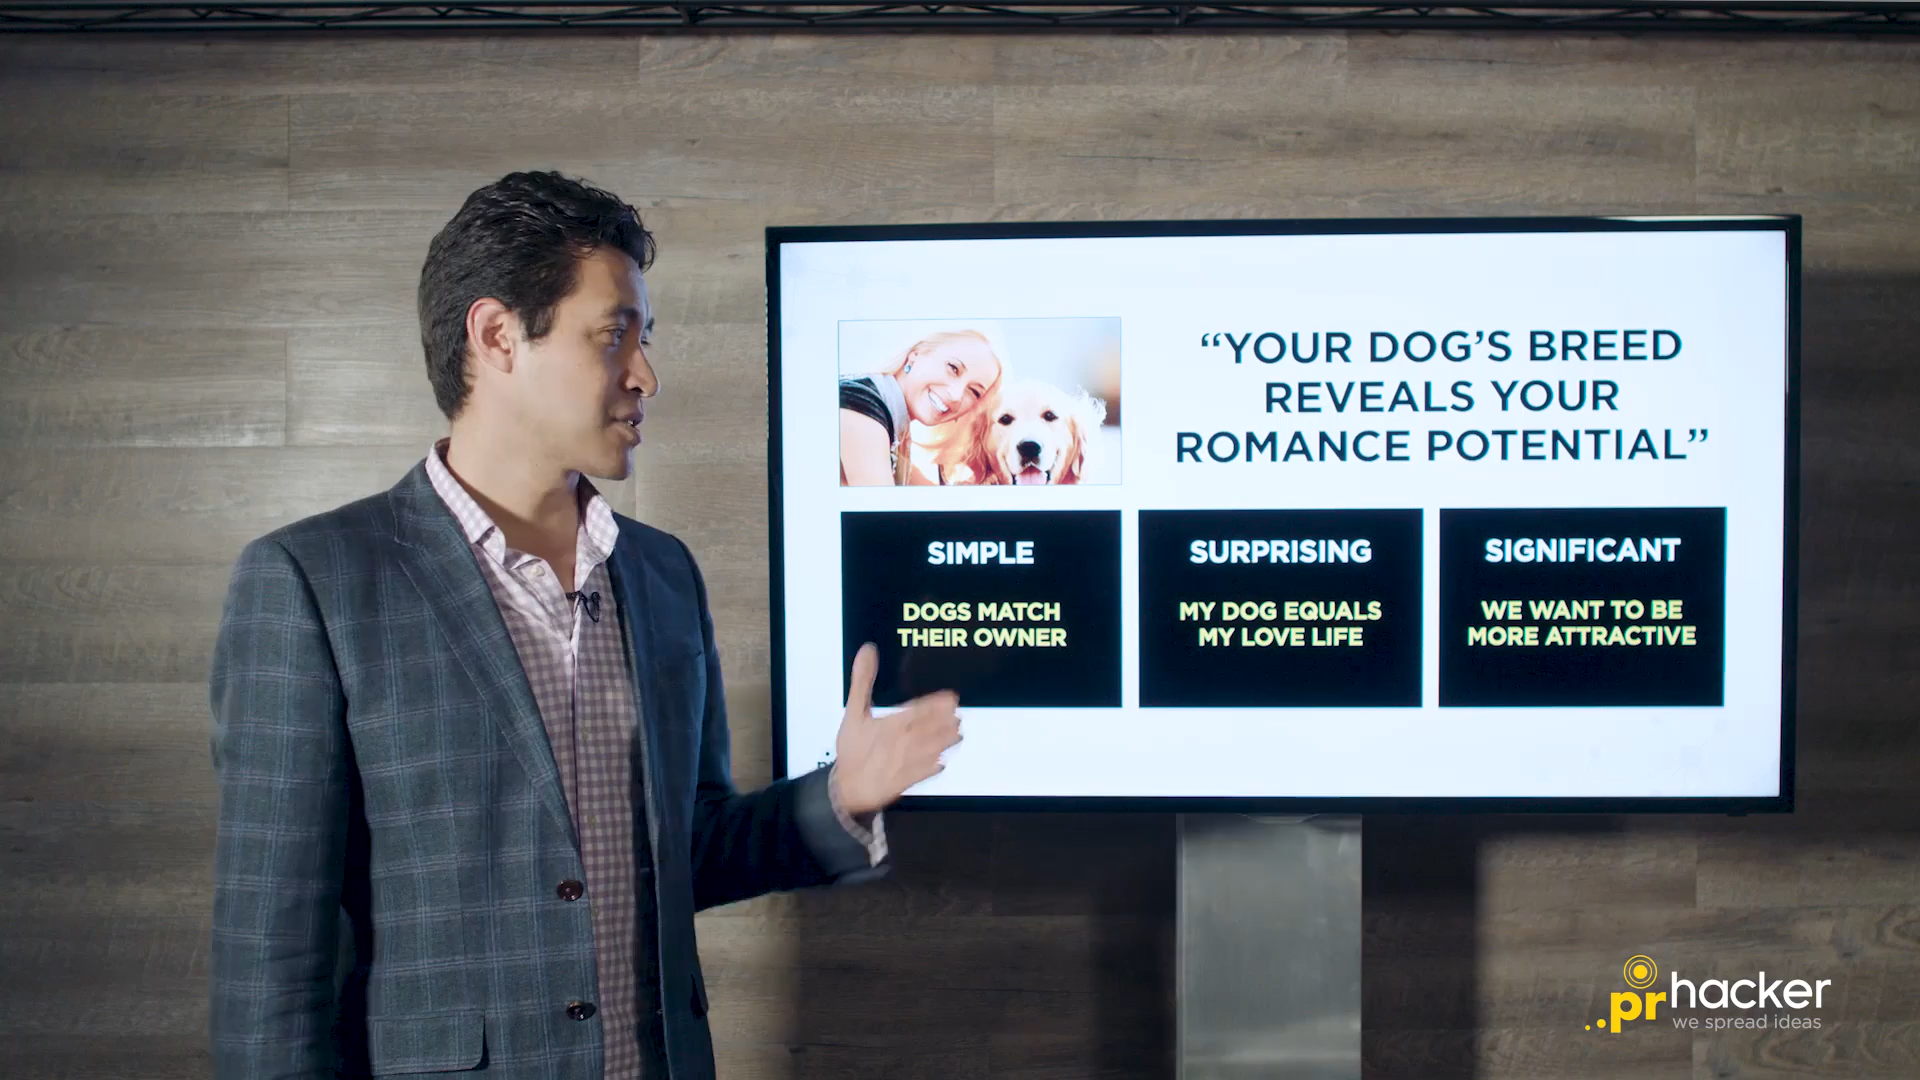 “YOUR DOG’S BREED
REVEALS YOUR
ROMANCE POTENTIAL”
SIMPLE
DOGS MATCH
THEIR OWNER
SURPRISING
MY DOG EQUALS
MY LOVE LIFE
SIGNIFICANT
WE WANT TO BE
MORE ATTRACTIVE
..prhacker
we spread ideas